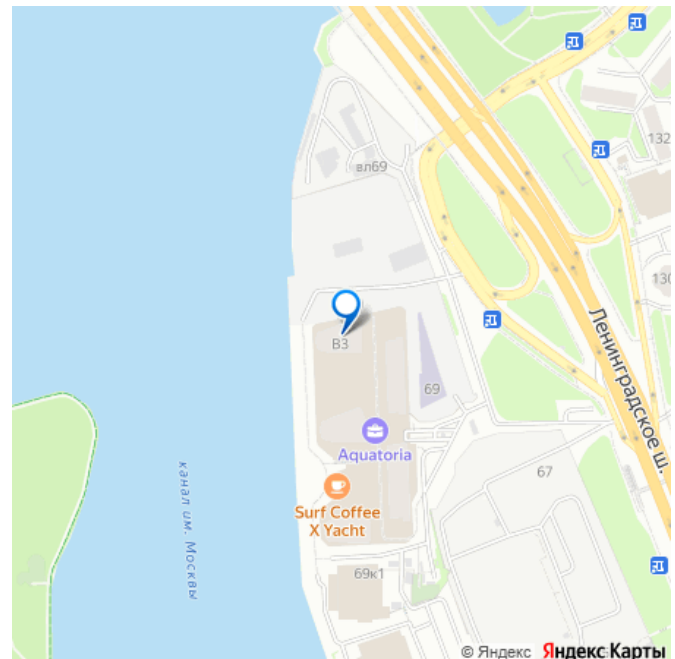 132
вл69
130
В3
Ленинградское ш.
69
Aquatoria
67
Surf Coffee
X Yacht
канал им. Москвы
69к1
© Яндекс Яндекс Карты